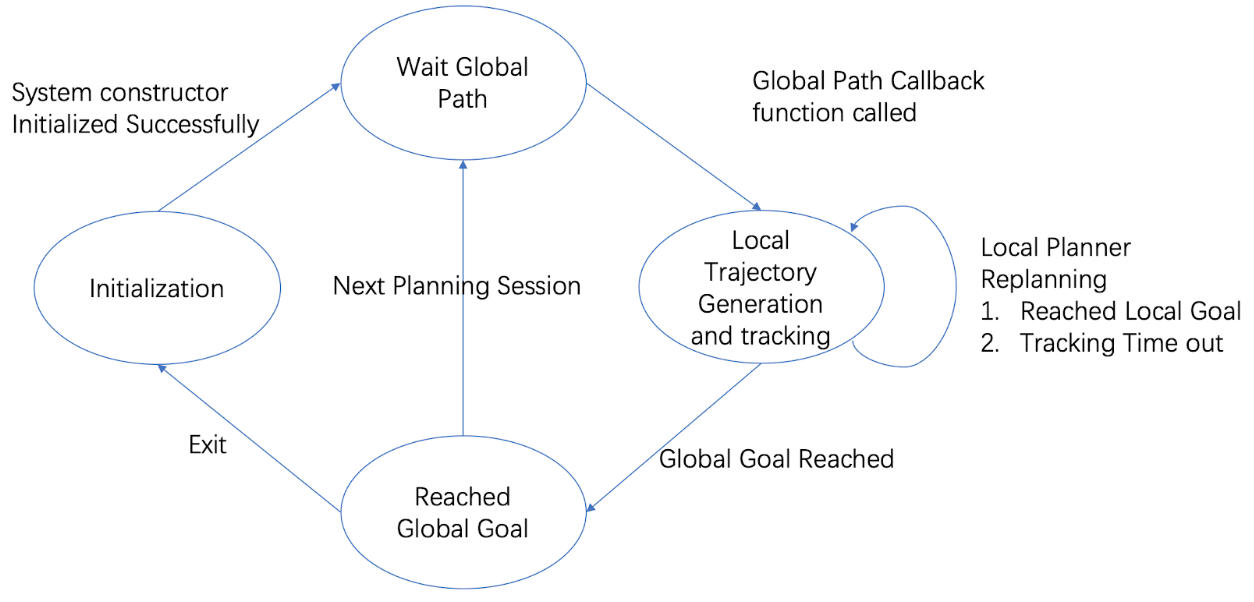 Wait Global
Path
System constructor
Initialized Successfully
Global Path Callback
function called
Initialization
Next Planning Session
Local
Trajectory
Generation
and tracking
Local Planner
Replanning
1. Reached Local Goal
2. Tracking Time out
Exit
Global Goal Reached
Reached
Global Goal